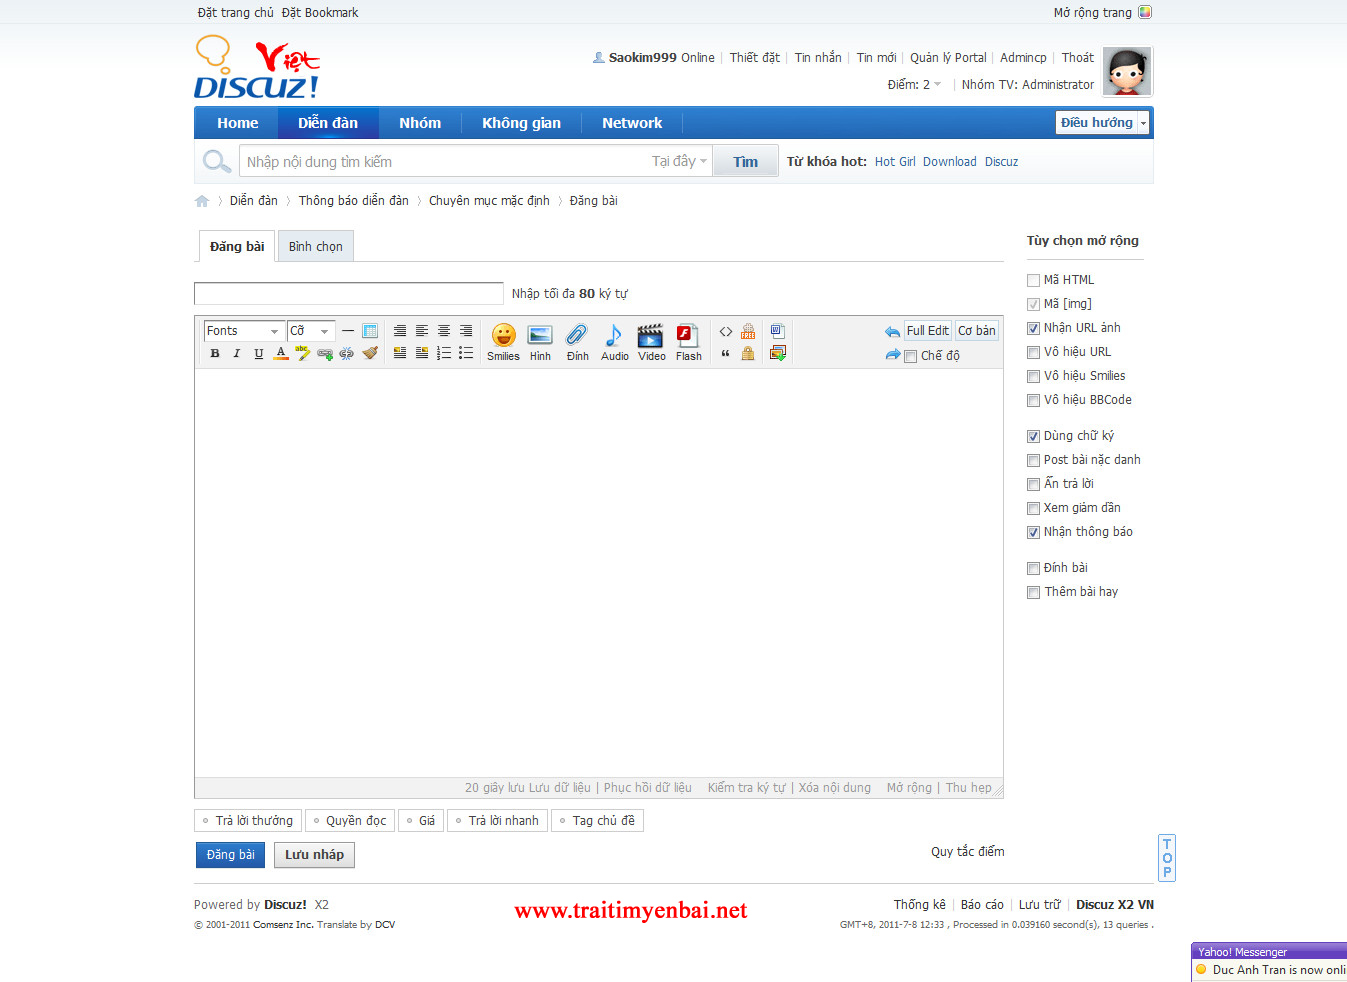 Đặt trang chủ Đặt Bookmark
Mở rộng trang
Việt
DISCUZ!
Saokim999 Online | Thiết đặt | Tin nhắn | Tin mới | Quản lý Portal | Admincp | Thoát
Điểm: 2 | Nhóm TV: Administrator
Home Diễn đàn Nhóm Không gian Network
Điều hướng
Nhập nội dung tìm kiếm Tại đây Tìm Từ khóa hot: Hot Girl Download Discuz
Diễn đàn Thông báo diễn đàn Chuyên mục mặc định Đăng bài
Đăng bài Bình chọn
Nhập tối đa 80 ký tự
Fonts Cỡ
B I U A abc
Smilies Hình Đính Audio Video Flash
FREE
Full Edit Cơ bản
Chế độ
20 giây lưu Lưu dữ liệu | Phục hồi dữ liệu Kiểm tra ký tự | Xóa nội dung Mở rộng | Thu hẹp
Trả lời thưởng Quyền đọc Giá Trả lời nhanh Tag chủ đề
Đăng bài Lưu nháp
Quy tắc điểm
Tùy chọn mở rộng
Mã HTML
Mã [img]
Nhận URL ảnh
Vô hiệu URL
Vô hiệu Smilies
Vô hiệu BBCode
Dùng chữ ký
Post bài nặc danh
Ẩn trả lời
Xem giảm dần
Nhận thông báo
Đính bài
Thêm bài hay
TOP
Powered by Discuz! X2
© 2001-2011 Comsenz Inc. Translate by DCV
www.traitimyenbai.net
Thống kê | Báo cáo | Lưu trữ | Discuz X2 VN
GMT+8, 2011-7-8 12:33 , Processed in 0.039160 second(s), 13 queries .
Yahoo! Messenger
Duc Anh Tran is now onli